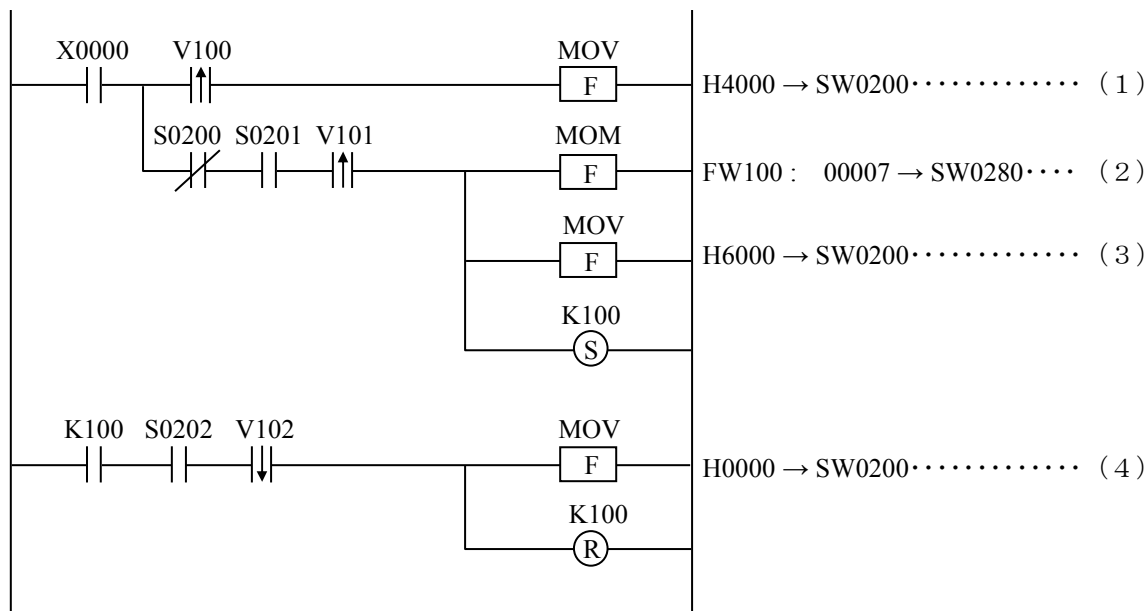 X0000 V100 MOV
F H4000 → SW0200‥‥‥‥‥‥‥ （１）
S0200 S0201 V101 MOM
F FW100 : 00007 → SW0280‥‥ （２）
MOV
F H6000 → SW0200‥‥‥‥‥‥‥ （３）
K100
S
K100 S0202 V102 MOV
F H0000 → SW0200‥‥‥‥‥‥‥ （４）
K100
R